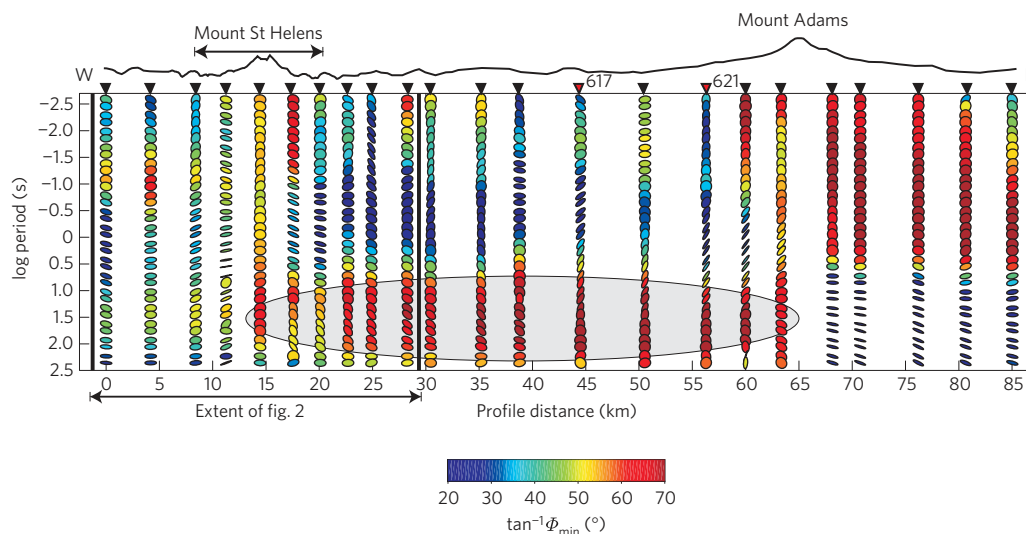 Mount Adams
Mount St Helens
W
617
621
−2.5
−2.0
−1.5
−1.0
−0.5
0
0.5
1.0
1.5
2.0
2.5
log period (s)
0 5 10 15 20 25 30 35 40 45 50 55 60 65 70 75 80 85
Extent of fig. 2
Profile distance (km)
20 30 40 50 60 70
tan⁻¹Φmin (°)